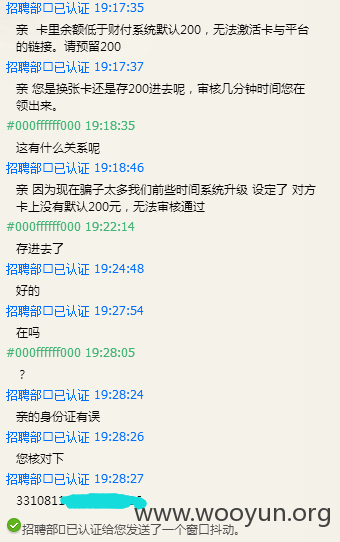 招聘部□已认证 19:17:35
亲  卡里余额低于财付系统默认200，无法激活卡与平台
的链接。请预留200
招聘部□已认证 19:17:37
亲 您是换张卡还是存200进去呢，审核几分钟时间您在
领出来。
#000ffffff000 19:18:35
这有什么关系呢
招聘部□已认证 19:18:46
亲 因为现在骗子太多我们前些时间系统升级 设定了 对方
卡上没有默认200元，无法审核通过
#000ffffff000 19:22:14
存进去了
招聘部□已认证 19:24:48
好的
招聘部□已认证 19:27:54
在吗
#000ffffff000 19:28:05
？
招聘部□已认证 19:28:24
亲的身份证有误
招聘部□已认证 19:28:26
您核对下
招聘部□已认证 19:28:27
3310811
招聘部□已认证给您发送了一个窗口抖动。
www.wooyun.org